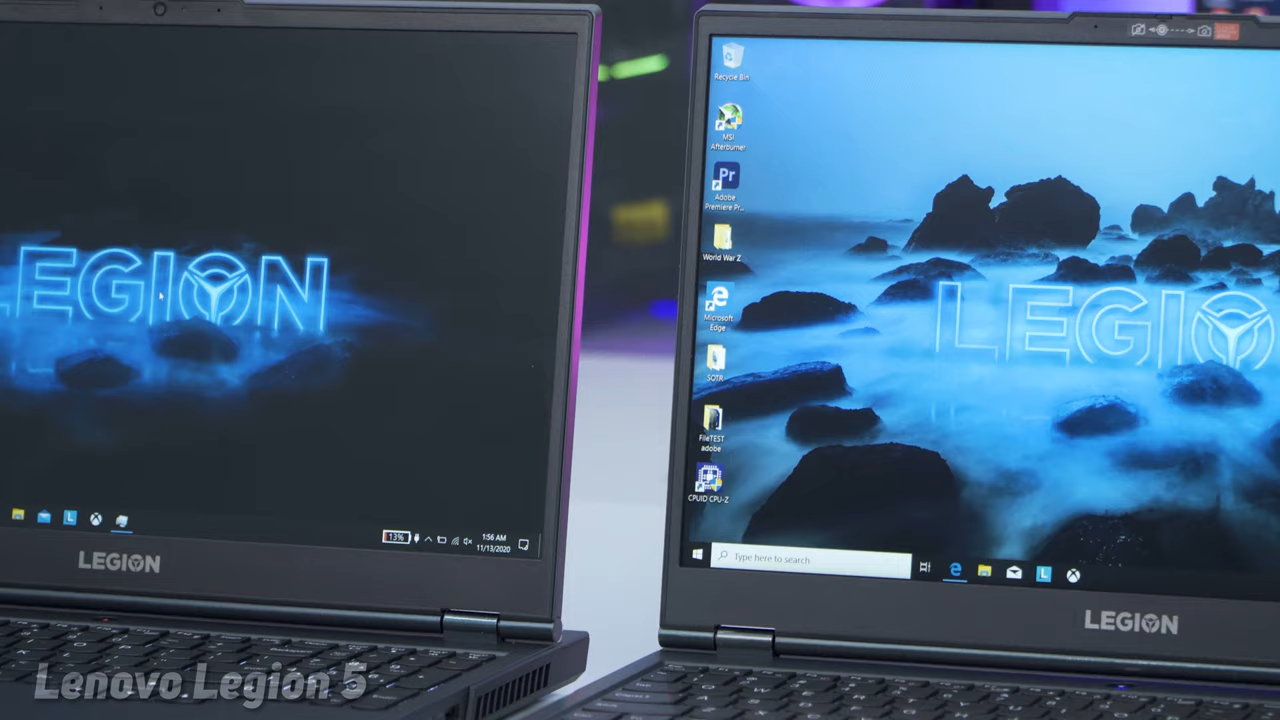 LEGION
13%
1:56 AM
11/13/2020
LEGION
Recycle Bin
MSI
Afterburner
Pr
Adobe
Premiere Pr...
World War Z
Microsoft
Edge
SOTR
FileTEST
adobe
CPUID CPU-Z
LEGION
Type here to search
L
LEGION
Lenovo Legion 5